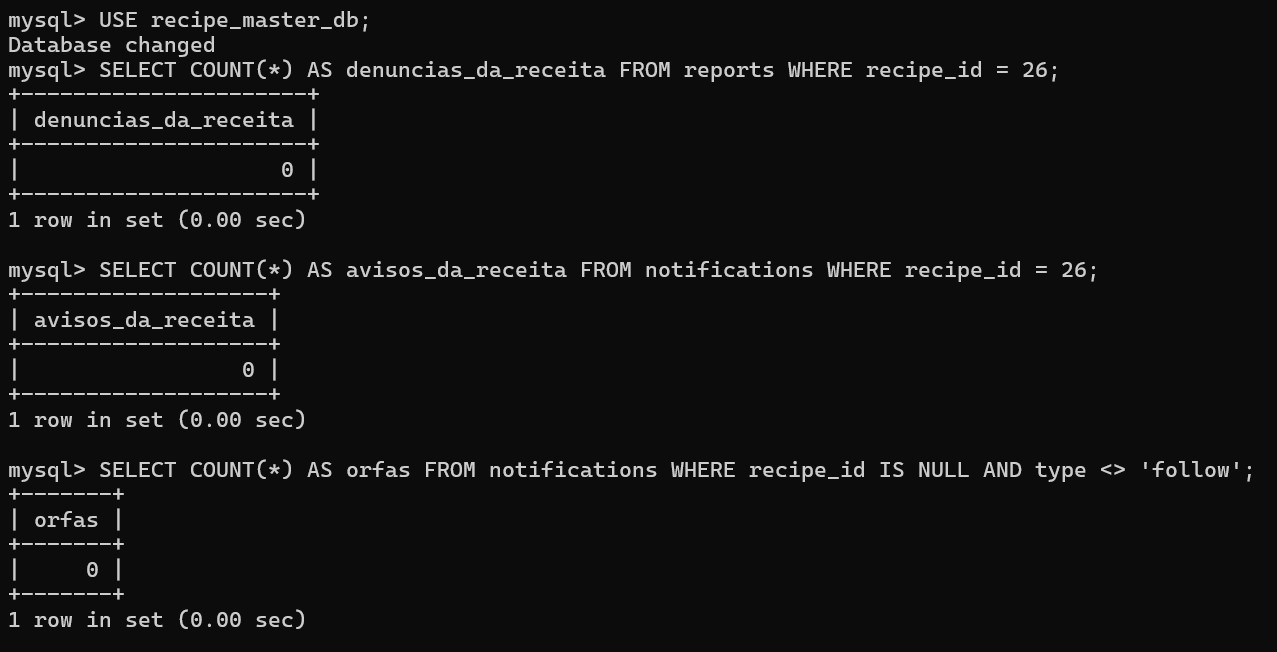 mysql> USE recipe_master_db;
Database changed
mysql> SELECT COUNT(*) AS denuncias_da_receita FROM reports WHERE recipe_id = 26;
+----------------------+
| denuncias_da_receita |
+----------------------+
|                    0 |
+----------------------+
1 row in set (0.00 sec)

mysql> SELECT COUNT(*) AS avisos_da_receita FROM notifications WHERE recipe_id = 26;
+-------------------+
| avisos_da_receita |
+-------------------+
|                 0 |
+-------------------+
1 row in set (0.00 sec)

mysql> SELECT COUNT(*) AS orfas FROM notifications WHERE recipe_id IS NULL AND type <> 'follow';
+-------+
| orfas |
+-------+
|     0 |
+-------+
1 row in set (0.00 sec)